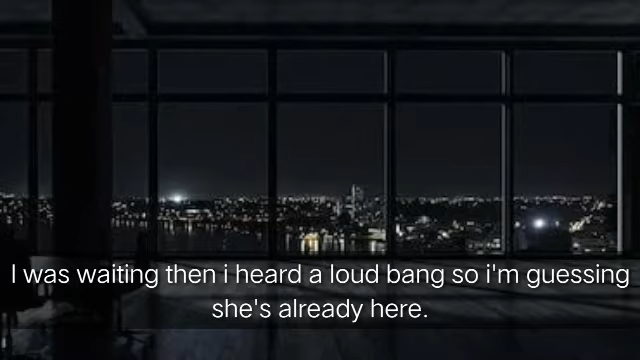 I was waiting then i heard a loud bang so i'm guessing
she's already here.